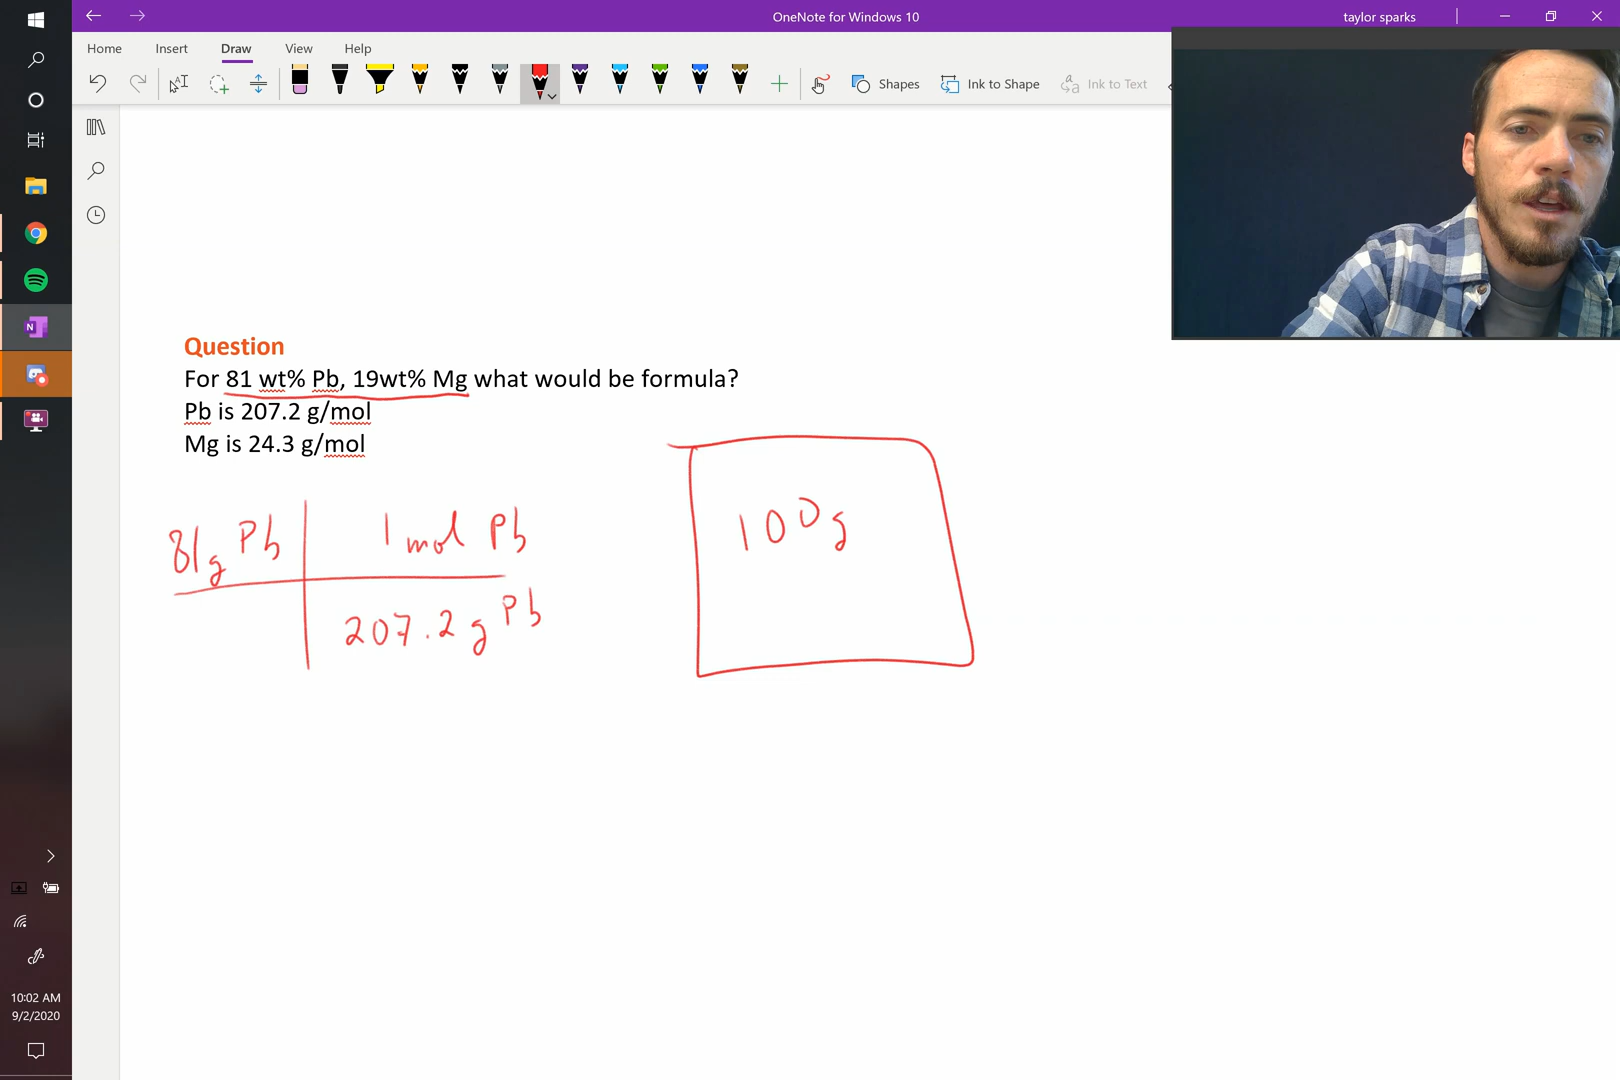 OneNote for Windows 10
taylor sparks
Home Insert Draw View Help
Shapes Ink to Shape Ink to Text
Question
For 81 wt% Pb, 19wt% Mg what would be formula?
Pb is 207.2 g/mol
Mg is 24.3 g/mol
81g Pb 1 mol Pb
207.2 g Pb
100g
10:02 AM
9/2/2020